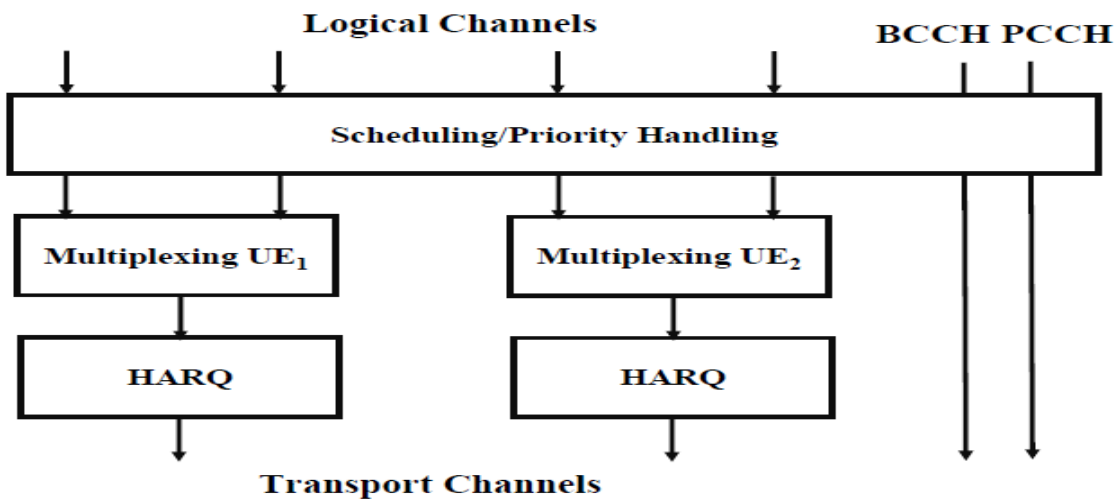 Logical Channels
BCCH PCCH
Scheduling/Priority Handling
Multiplexing UE₁
Multiplexing UE₂
HARQ
HARQ
Transport Channels